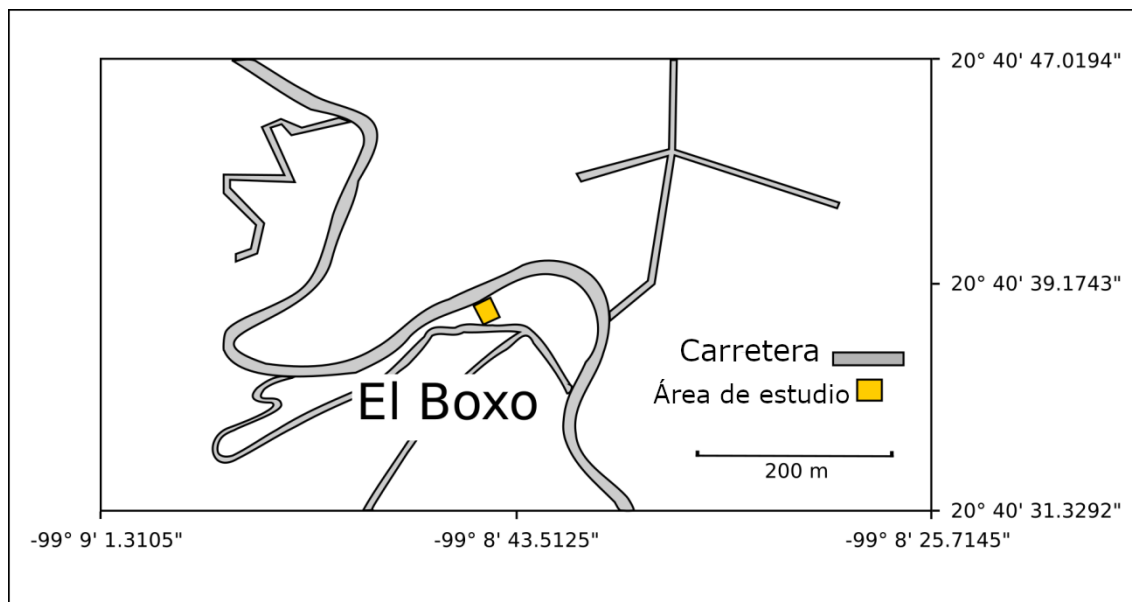 20° 40' 47.0194"
20° 40' 39.1743"
Carretera
Área de estudio
El Boxo
200 m
20° 40' 31.3292"
-99° 9' 1.3105"
-99° 8' 43.5125"
-99° 8' 25.7145"